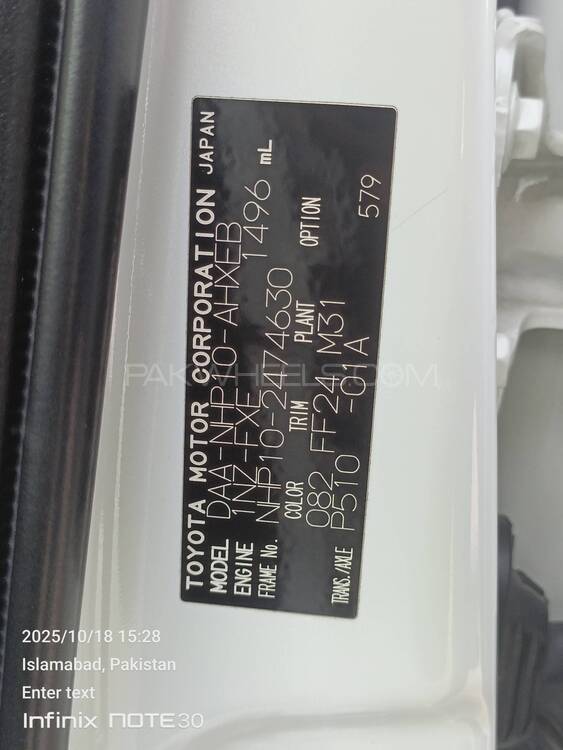 TOYOTA MOTOR CORPORATION JAPAN
MODEL DAA-NHP10-AHXEB
ENGINE 1NZ-FXE 1496 mL
FRAME No. NHP10-2474630
COLOR TRIM PLANT OPTION
082 FF24 M31
TRANS./AXLE P510 -01A 579
PAKWHEELS.COM
2025/10/18 15:28
Islamabad, Pakistan
Enter text
Infinix NOTE30